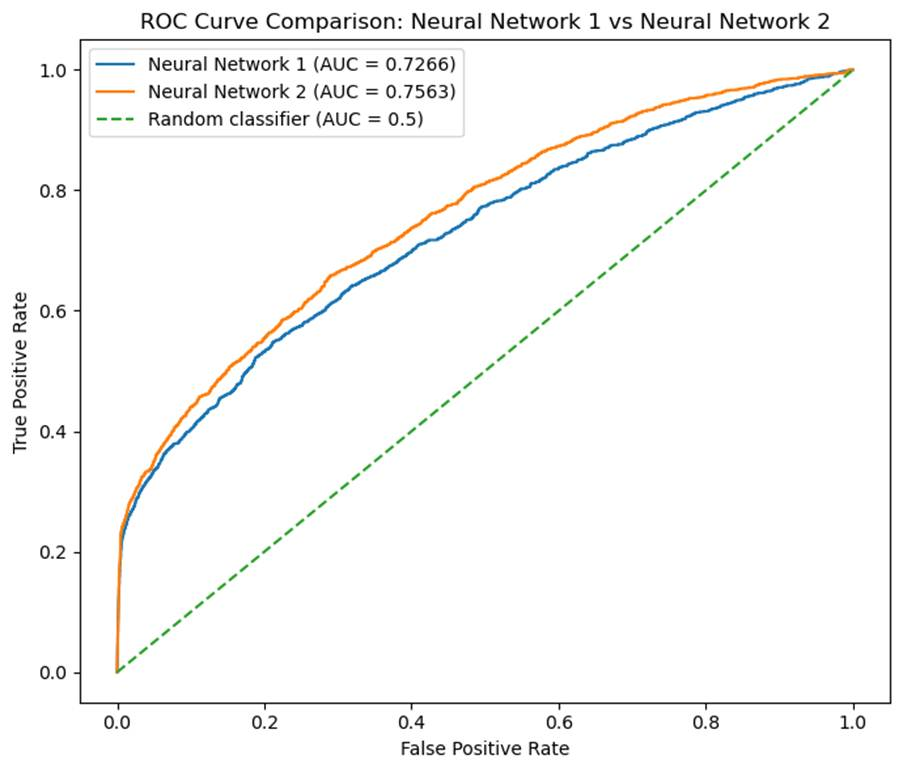 ROC Curve Comparison: Neural Network 1 vs Neural Network 2
Neural Network 1 (AUC = 0.7266)
Neural Network 2 (AUC = 0.7563)
Random classifier (AUC = 0.5)
1.0
0.8
0.6
0.4
0.2
0.0
True Positive Rate
0.0 0.2 0.4 0.6 0.8 1.0
False Positive Rate